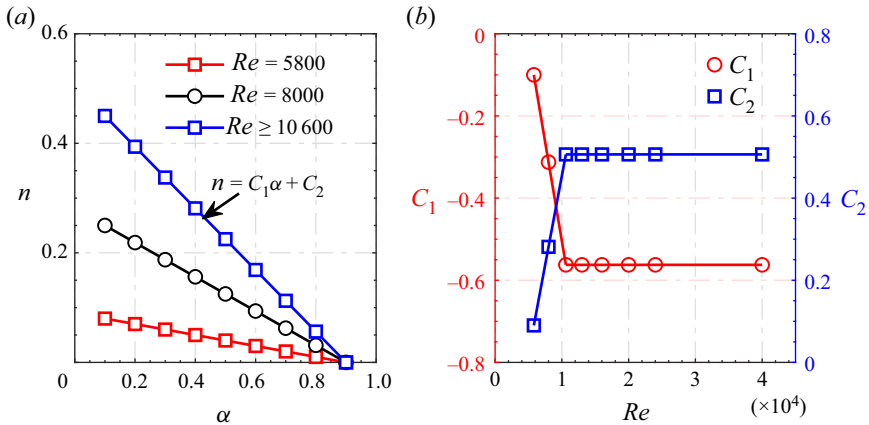 (a)
0.6
0.4
0.2
n
0
0.2
0.4
0.6
0.8
1.0
α
Re = 5800
Re = 8000
Re ≥ 10 600
n = C₁α + C₂
(b)
0
–0.2
–0.4
–0.6
–0.8
C₁
0.8
0.6
0.4
0.2
0
C₂
C₁
C₂
0
1
2
3
4
(×10⁴)
Re